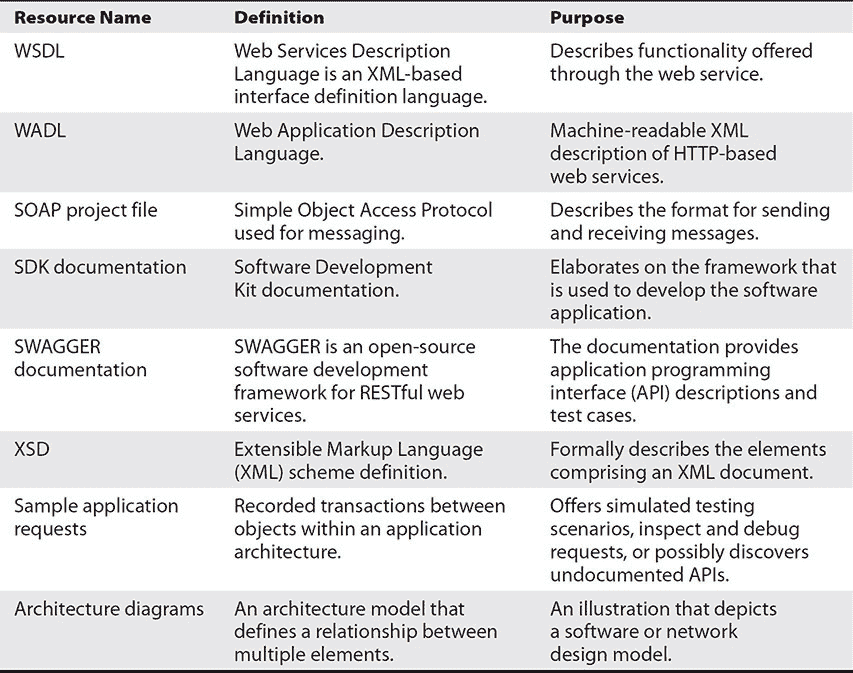 Resource Name Definition Purpose
WSDL Web Services Description Describes functionality offered
Language is an XML-based through the web service.
interface definition language.
WADL Web Application Description Machine-readable XML
Language. description of HTTP-based
web services.
SOAP project file Simple Object Access Protocol Describes the format for sending
used for messaging. and receiving messages.
SDK documentation Software Development Elaborates on the framework that
Kit documentation. is used to develop the software
application.
SWAGGER SWAGGER is an open-source The documentation provides
documentation software development application programming
framework for RESTful web interface (API) descriptions and
services. test cases.
XSD Extensible Markup Language Formally describes the elements
(XML) scheme definition. comprising an XML document.
Sample application Recorded transactions between Offers simulated testing
requests objects within an application scenarios, inspect and debug
architecture. requests, or possibly discovers
undocumented APIs.
Architecture diagrams An architecture model that An illustration that depicts
defines a relationship between a software or network
multiple elements. design model.